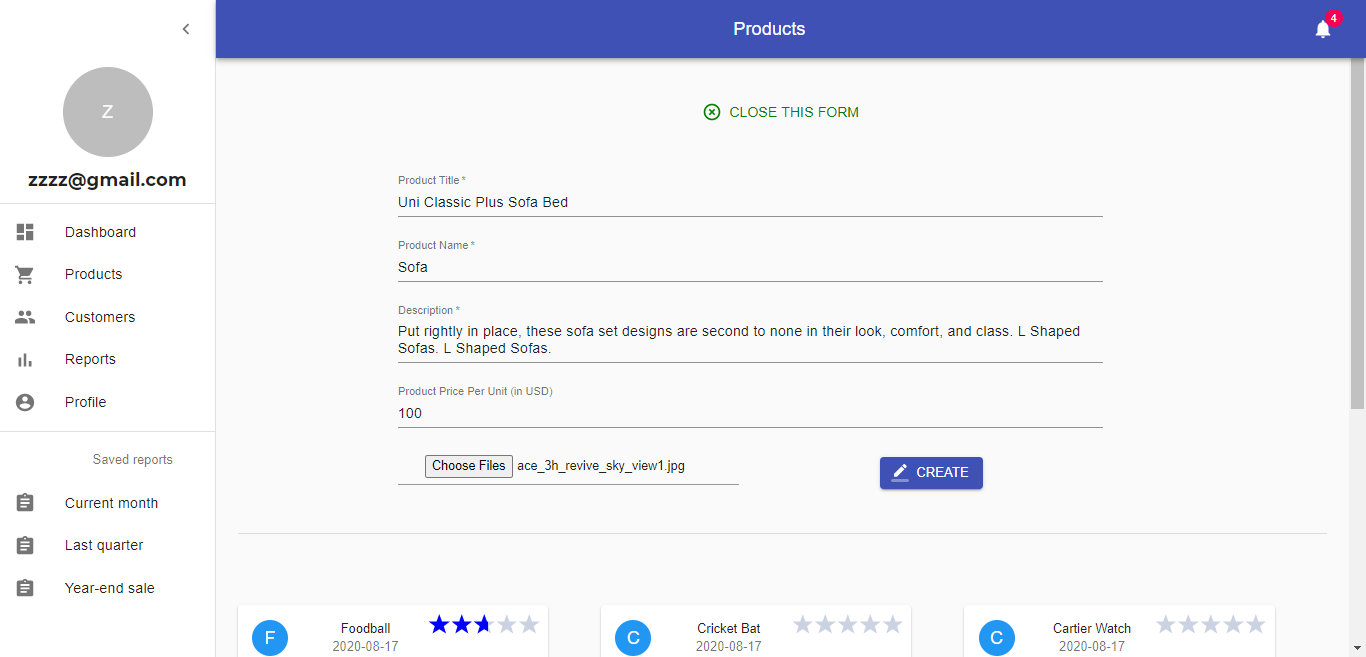 Products
4
Z
zzzz@gmail.com
Dashboard
Products
Customers
Reports
Profile
Saved reports
Current month
Last quarter
Year-end sale
CLOSE THIS FORM
Product Title *
Uni Classic Plus Sofa Bed
Product Name *
Sofa
Description *
Put rightly in place, these sofa set designs are second to none in their look, comfort, and class. L Shaped
Sofas. L Shaped Sofas.
Product Price Per Unit (in USD)
100
Choose Files ace_3h_revive_sky_view1.jpg
CREATE
F
Foodball
2020-08-17
C
Cricket Bat
2020-08-17
C
Cartier Watch
2020-08-17